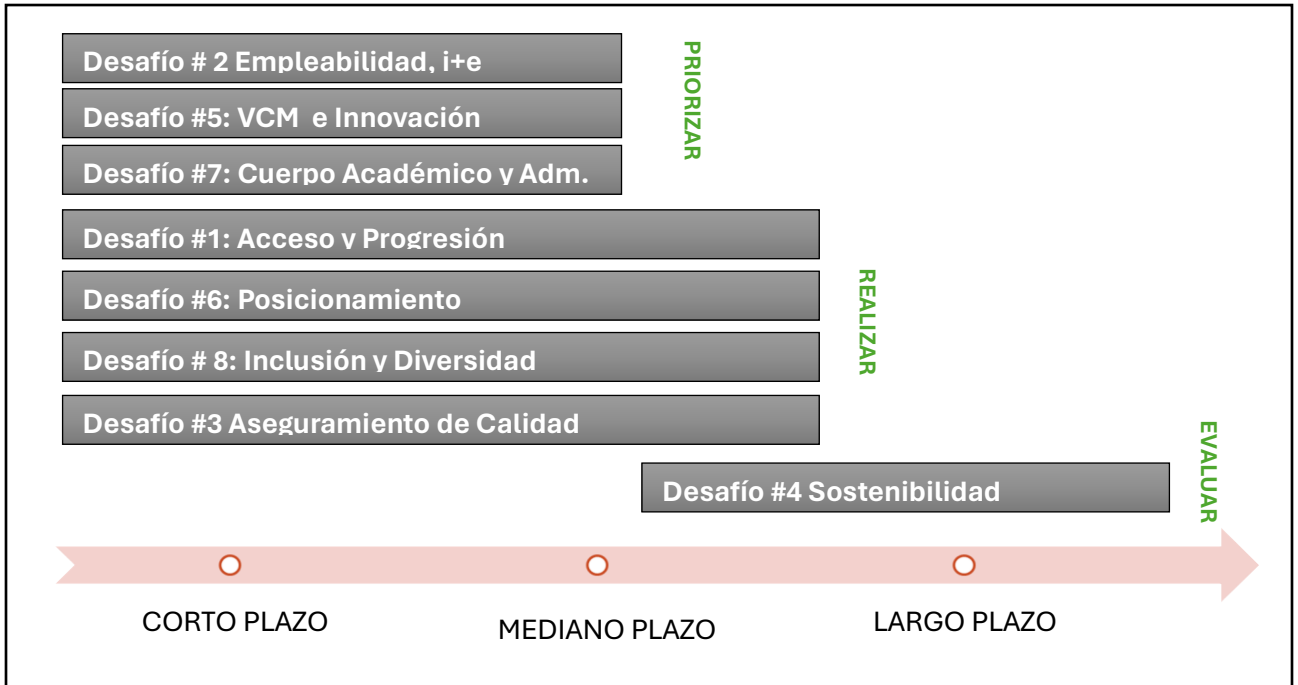 Desafío # 2 Empleabilidad, i+e
Desafío #5: VCM e Innovación
Desafío #7: Cuerpo Académico y Adm.
PRIORIZAR
Desafío #1: Acceso y Progresión
Desafío #6: Posicionamiento
Desafío # 8: Inclusión y Diversidad
Desafío #3 Aseguramiento de Calidad
REALIZAR
Desafío #4 Sostenibilidad
EVALUAR
CORTO PLAZO
MEDIANO PLAZO
LARGO PLAZO